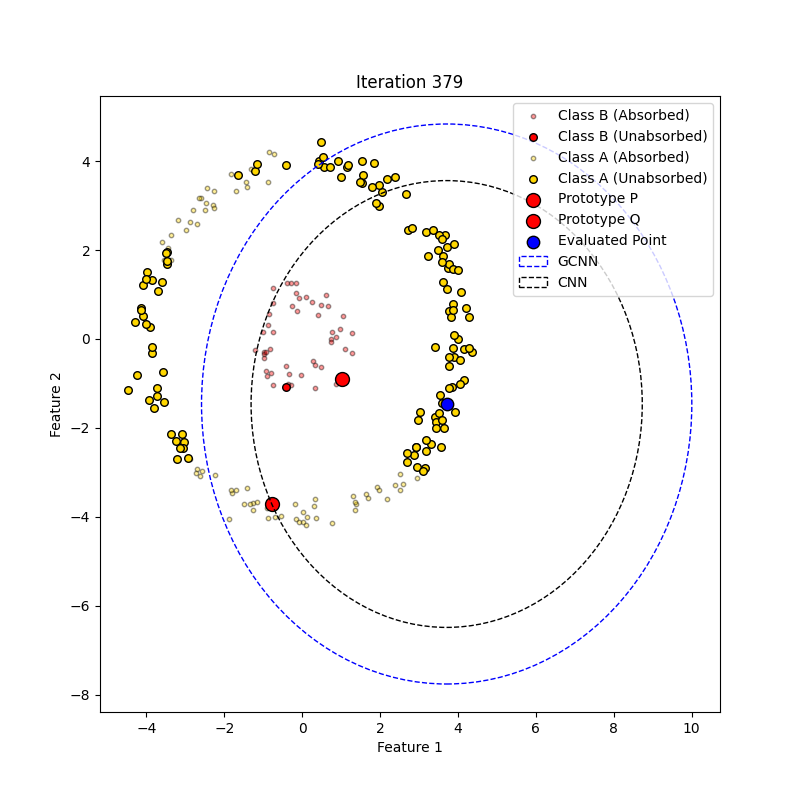 Iteration 379
Class B (Absorbed)
Class B (Unabsorbed)
Class A (Absorbed)
Class A (Unabsorbed)
Prototype P
Prototype Q
Evaluated Point
GCNN
CNN
4
2
0
−2
−4
−6
−8
Feature 2
−4 −2 0 2 4 6 8 10
Feature 1